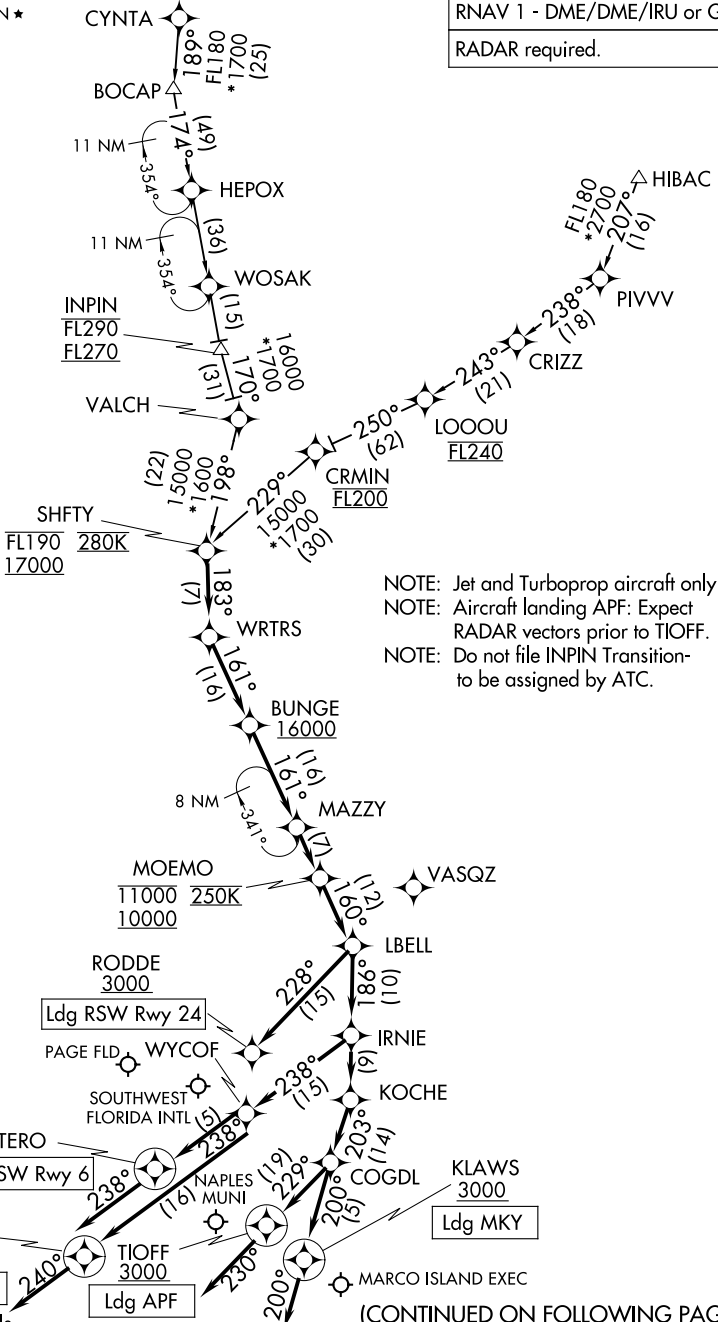 N ★
CYNTA
RNAV 1 - DME/DME/IRU or G
RADAR required.
189°
FL180
*1700
(25)
BOCAP
(49)
174°
11 NM
354°
HEPOX
HIBAC
FL180
*2700
207°
(16)
(36)
11 NM
354°
WOSAK
PIVVV
238°
(18)
INPIN
FL290
FL270
(15)
16000
*1700
170°
(31)
CRIZZ
243°
(21)
VALCH
LOOOU
FL240
250°
(62)
CRMIN
FL200
(22)
15000
*1600
198°
229°
15000
*1700
(30)
SHFTY
FL190 280K
17000
183°
(7)
NOTE: Jet and Turboprop aircraft only
NOTE: Aircraft landing APF: Expect
RADAR vectors prior to TIOFF.
NOTE: Do not file INPIN Transition-
to be assigned by ATC.
WRTRS
161°
(16)
BUNGE
16000
(16)
161°
8 NM
341°
MAZZY
(7)
MOEMO
11000 250K
10000
VASQZ
(12)
160°
LBELL
RODDE
3000
Ldg RSW Rwy 24
228°
(15)
186°
(10)
IRNIE
PAGE FLD
WYCOF
238°
(15)
(9)
SOUTHWEST
FLORIDA INTL
KOCHE
(5)
238°
203°
(14)
TERO
SW Rwy 6
238°
(16)
NAPLES
MUNI
(19)
229°
COGDL
200°
(5)
KLAWS
3000
Ldg MKY
240°
TIOFF
3000
Ldg APF
230°
200°
MARCO ISLAND EXEC
(CONTINUED ON FOLLOWING PAG